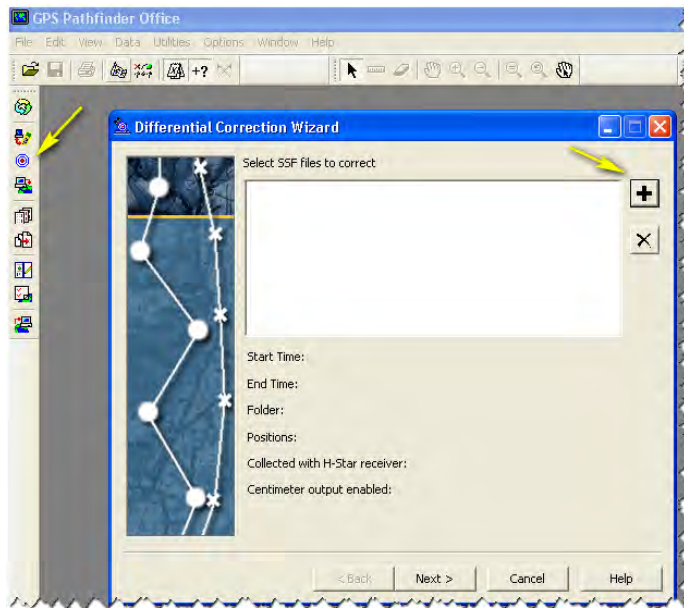 GPS Pathfinder Office
File Edit View Data Utilities Options Window Help
+?
Differential Correction Wizard
Select SSF files to correct
Start Time:
End Time:
Folder:
Positions:
Collected with H-Star receiver:
Centimeter output enabled:
< Back Next > Cancel Help